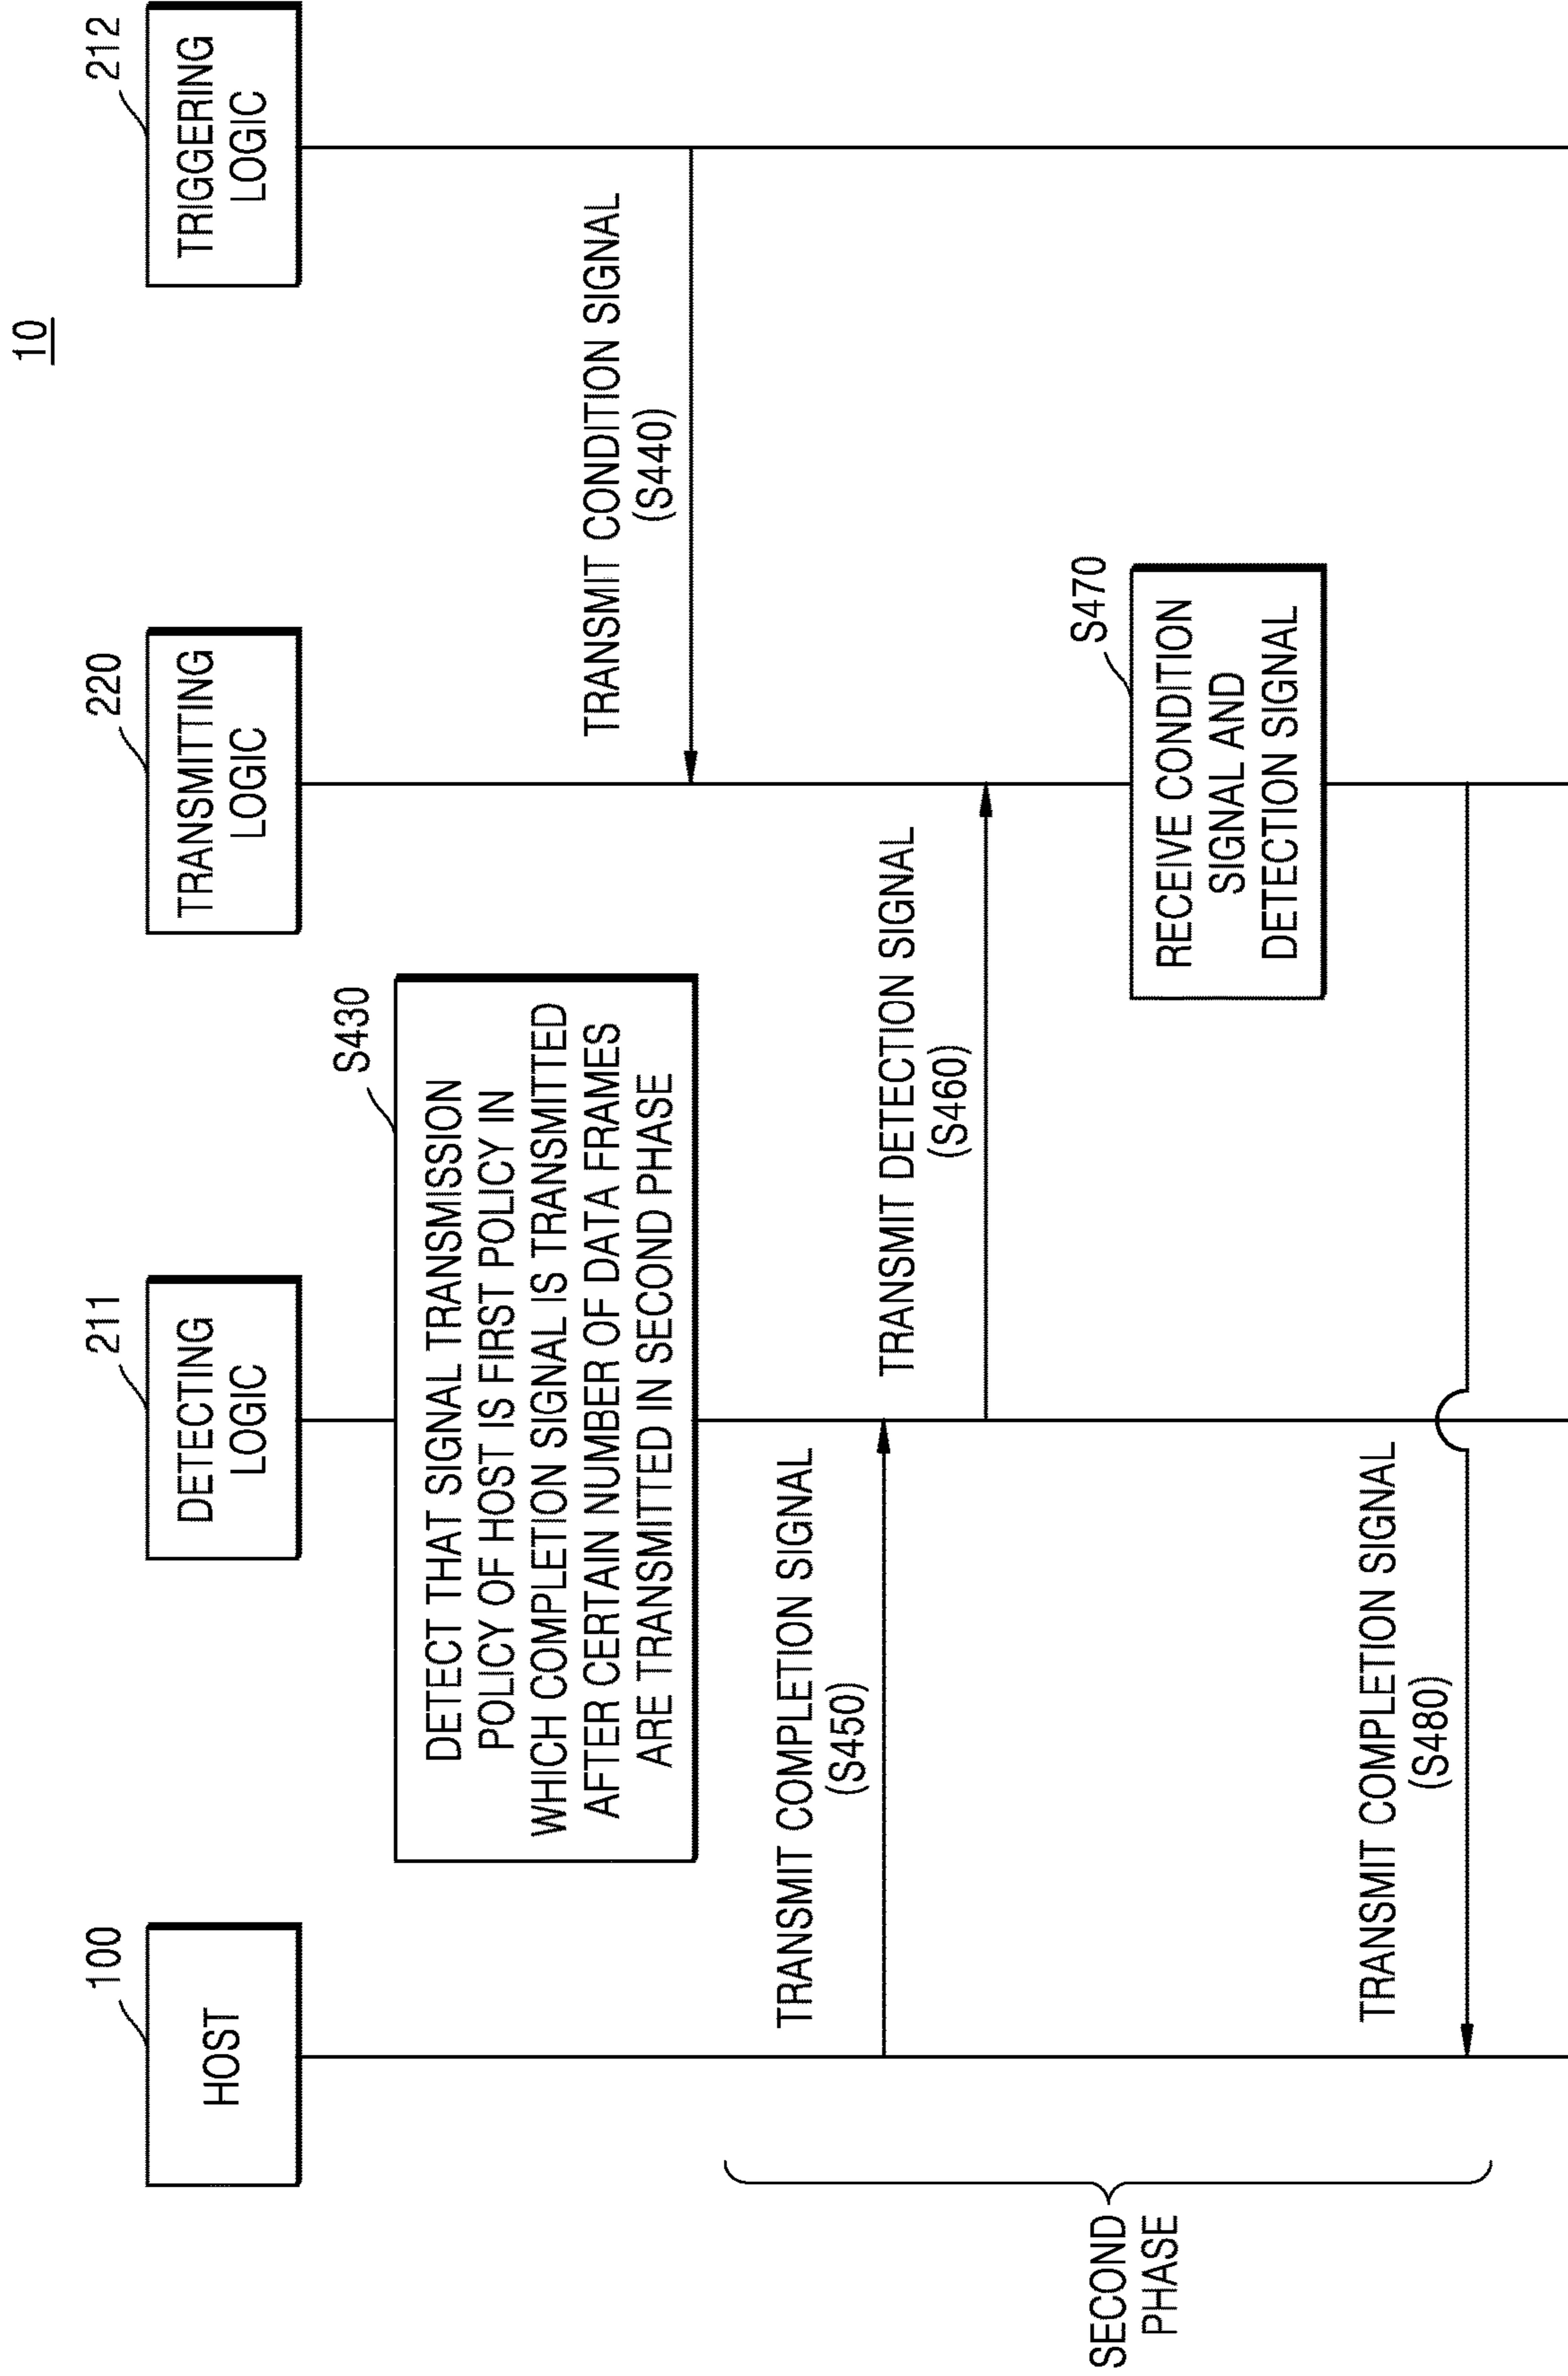 10
100
211
220
212
HOST
DETECTING
LOGIC
TRANSMITTING
LOGIC
TRIGGERING
LOGIC
S430
DETECT THAT SIGNAL TRANSMISSION
POLICY OF HOST IS FIRST POLICY IN
WHICH COMPLETION SIGNAL IS TRANSMITTED
AFTER CERTAIN NUMBER OF DATA FRAMES
ARE TRANSMITTED IN SECOND PHASE
TRANSMIT CONDITION SIGNAL
(S440)
TRANSMIT COMPLETION SIGNAL
(S450)
TRANSMIT DETECTION SIGNAL
(S460)
SECOND
PHASE
S470
RECEIVE CONDITION
SIGNAL AND
DETECTION SIGNAL
TRANSMIT COMPLETION SIGNAL
(S480)